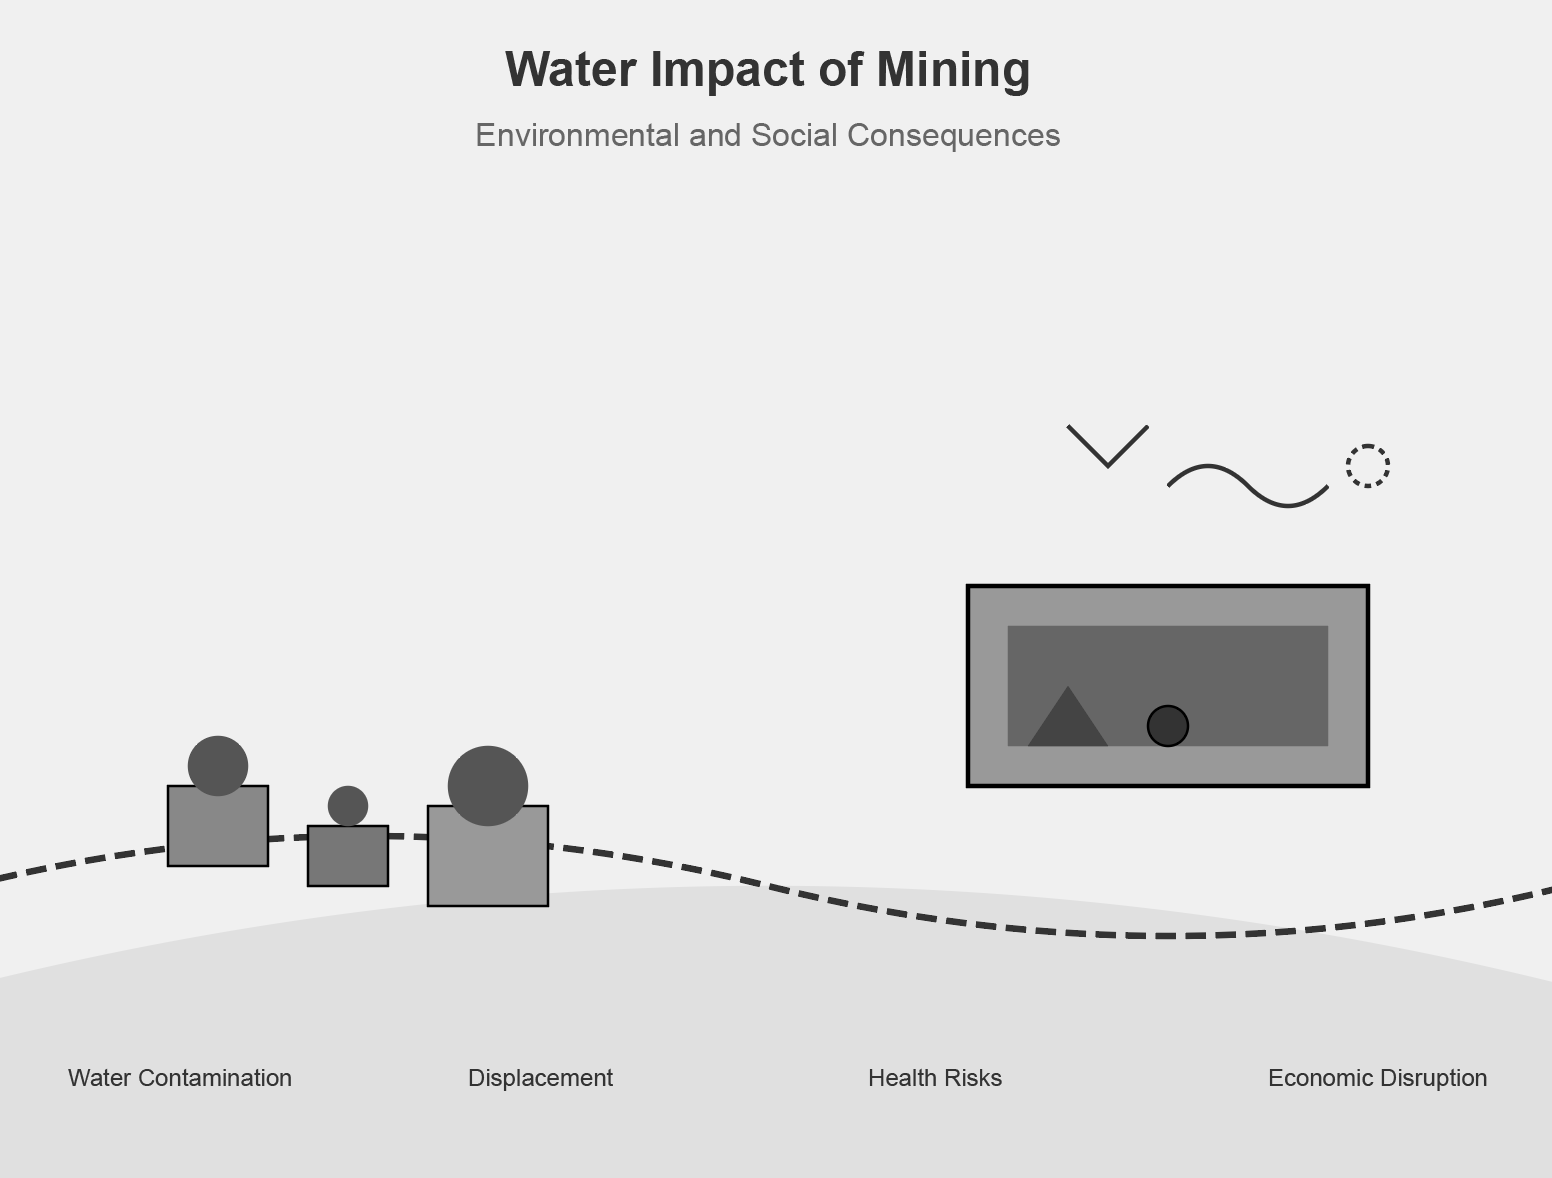 Water Impact of Mining
Environmental and Social Consequences
Water Contamination
Displacement
Health Risks
Economic Disruption